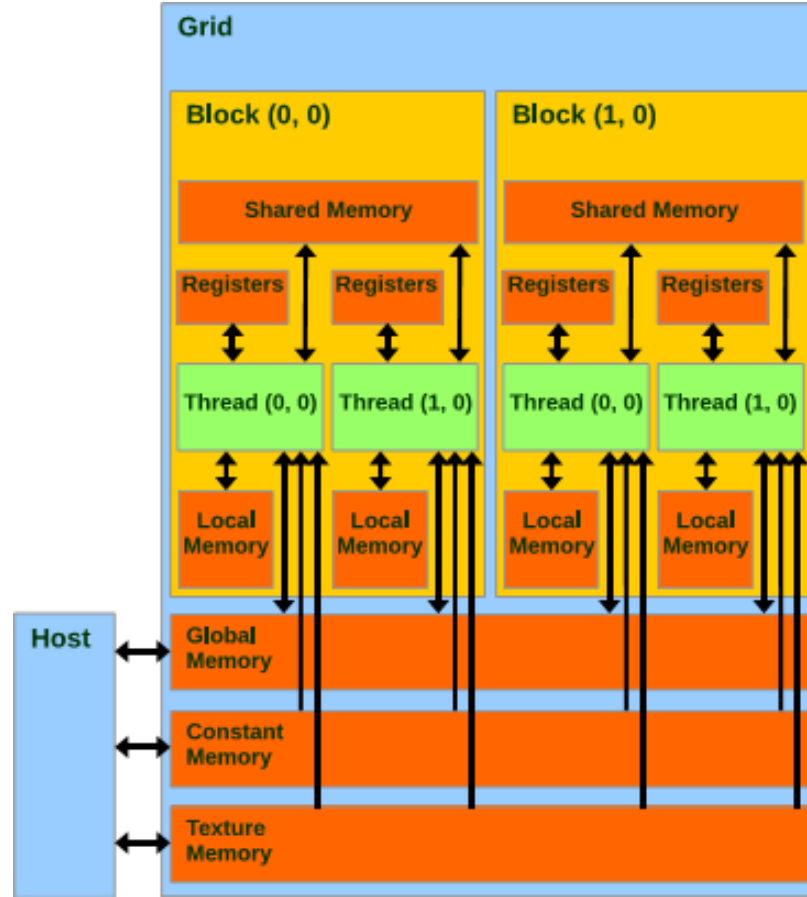 Grid
Block (0, 0)
Block (1, 0)
Shared Memory
Shared Memory
Registers
Registers
Registers
Registers
Thread (0, 0)
Thread (1, 0)
Thread (0, 0)
Thread (1, 0)
Local
Memory
Local
Memory
Local
Memory
Local
Memory
Host
Global
Memory
Constant
Memory
Texture
Memory